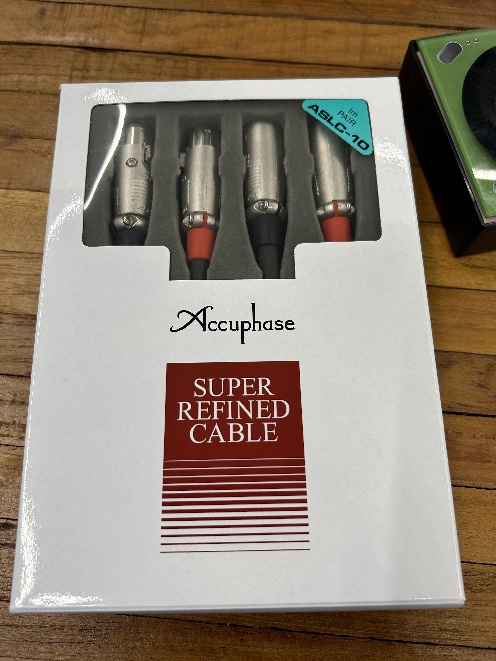 1m
PAIR
ASLC-10
Accuphase
SUPER
REFINED
CABLE